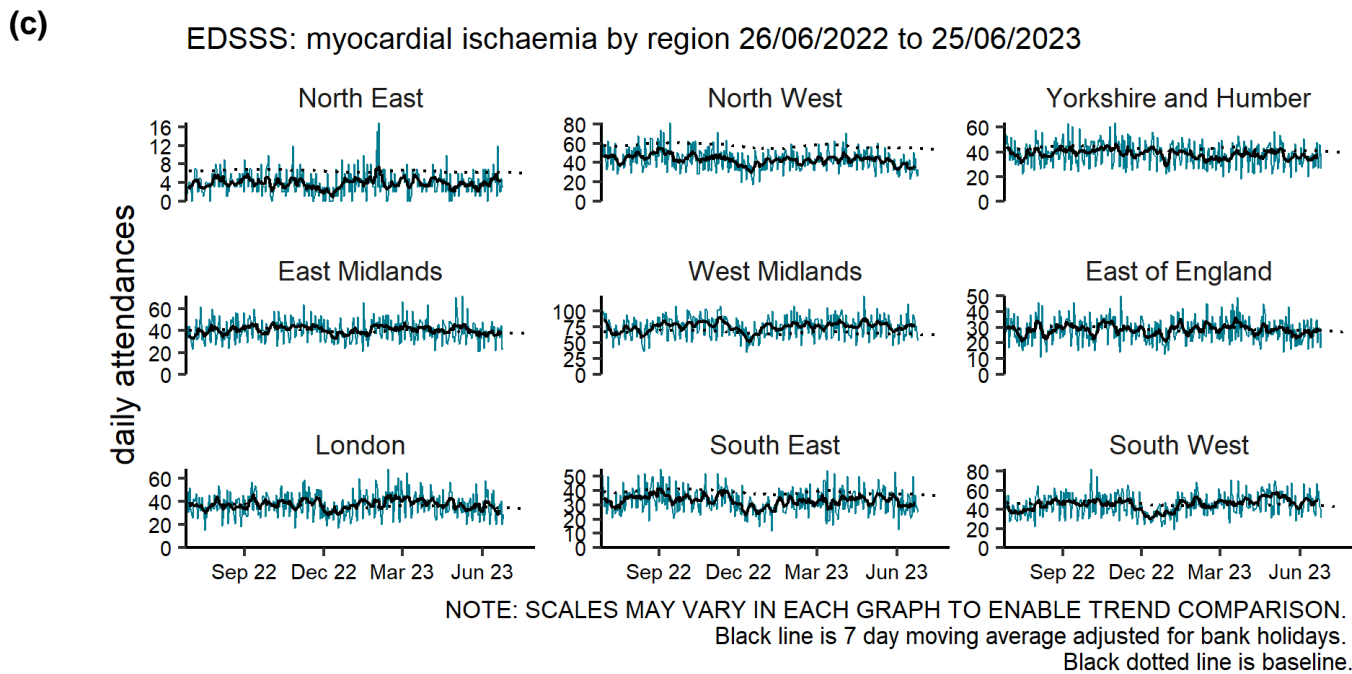 (c)
EDSSS: myocardial ischaemia by region 26/06/2022 to 25/06/2023
daily attendances
North East
16
12
8
4
0
North West
80
60
40
20
0
Yorkshire and Humber
60
40
20
0
East Midlands
60
40
20
0
West Midlands
100
75
50
25
0
East of England
50
40
30
20
10
0
London
60
40
20
0
Sep 22 Dec 22 Mar 23 Jun 23
South East
50
40
30
20
10
0
Sep 22 Dec 22 Mar 23 Jun 23
South West
80
60
40
20
0
Sep 22 Dec 22 Mar 23 Jun 23
NOTE: SCALES MAY VARY IN EACH GRAPH TO ENABLE TREND COMPARISON.
Black line is 7 day moving average adjusted for bank holidays.
Black dotted line is baseline.